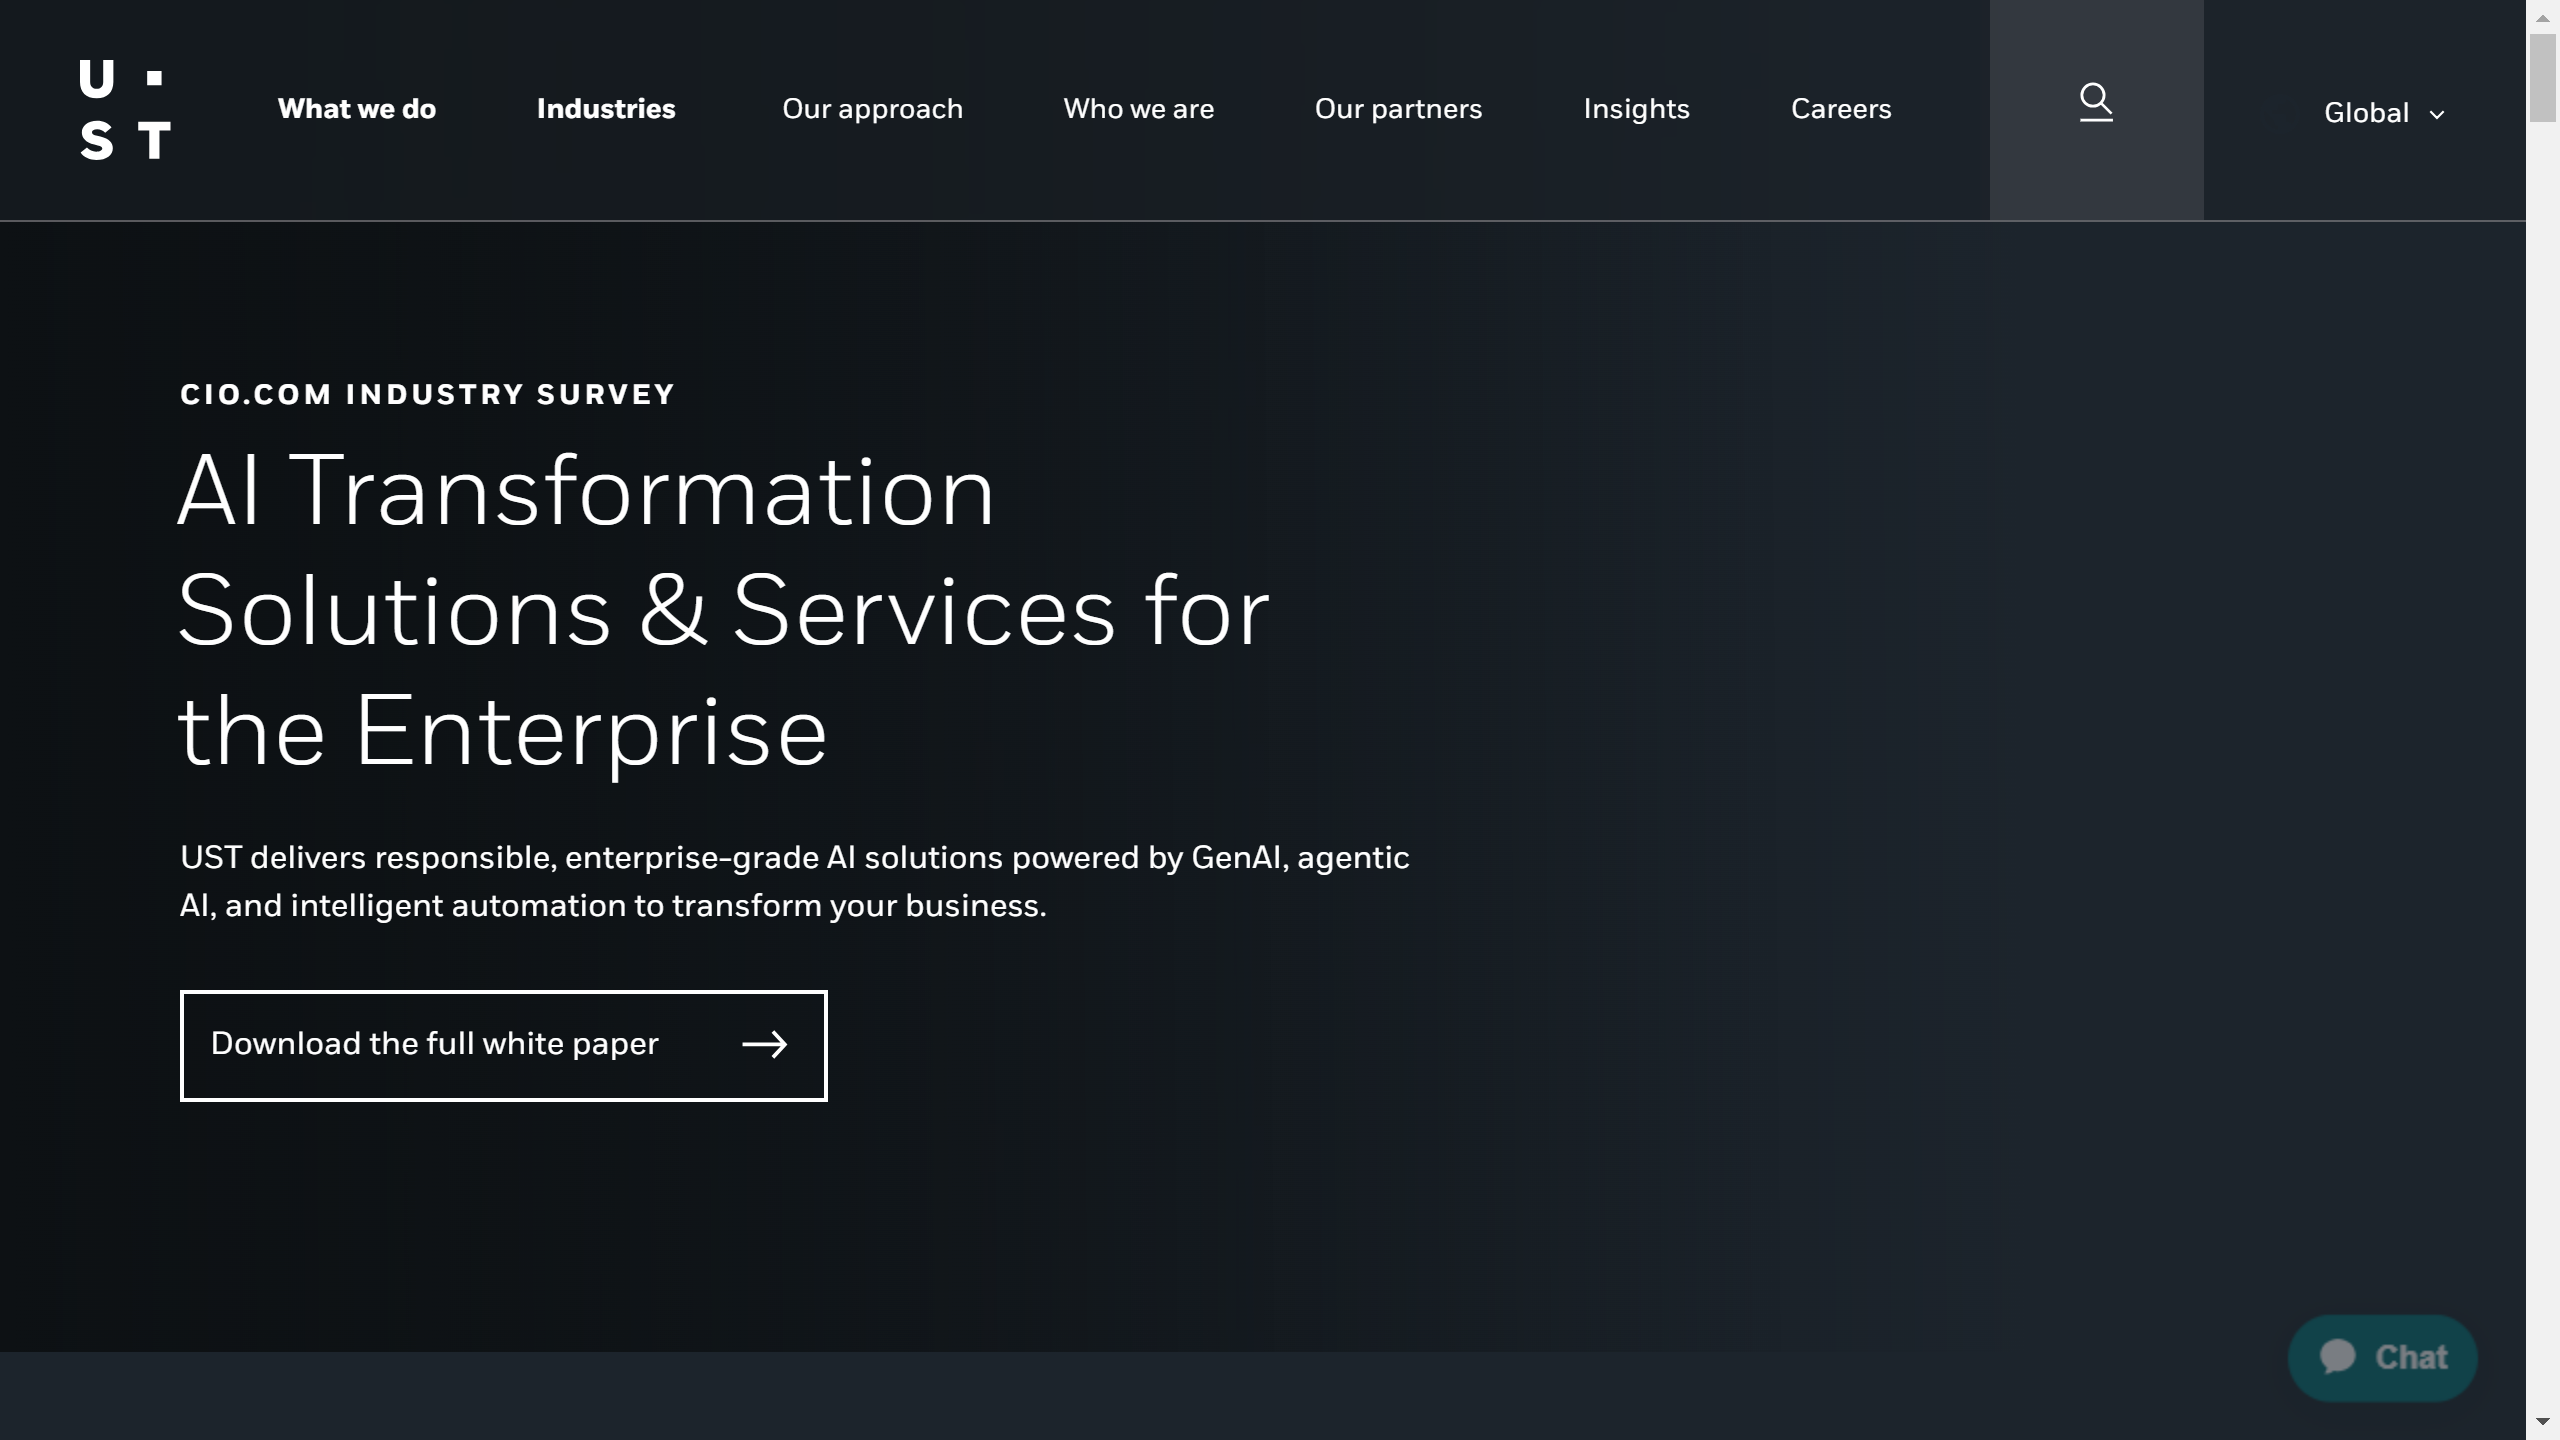 U ·
S T
What we do
Industries
Our approach
Who we are
Our partners
Insights
Careers
Global
CIO.COM INDUSTRY SURVEY
AI Transformation
Solutions & Services for
the Enterprise
UST delivers responsible, enterprise-grade AI solutions powered by GenAI, agentic
AI, and intelligent automation to transform your business.
Download the full white paper
Chat